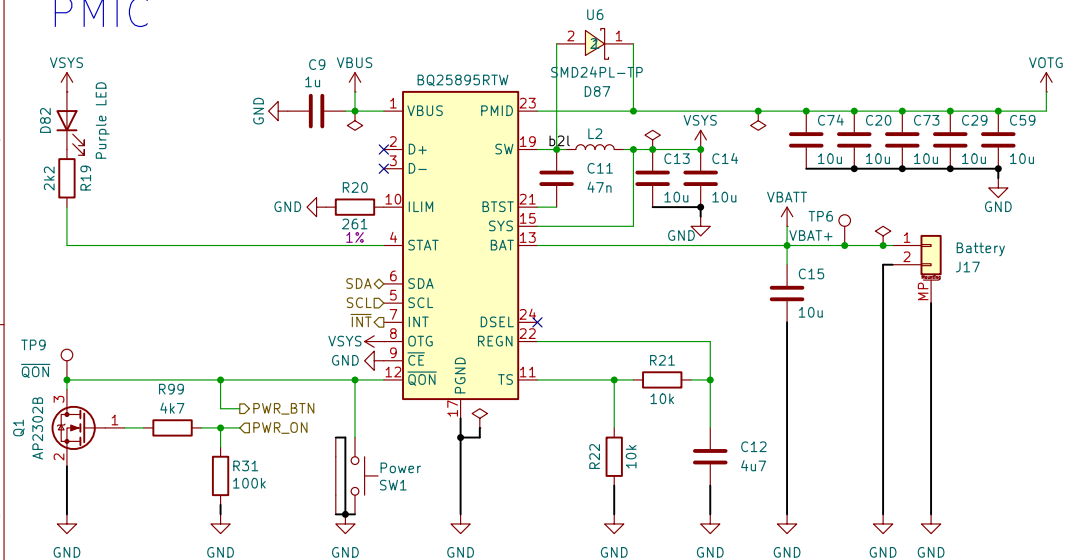 PMIC
U6
2 2 1
SMD24PL-TP
D87
VSYS
D82
Purple LED
2k2
R19
C9
1u
VBUS
GND
BQ25895RTW
1 VBUS
PMID 23
VOTG
C74 C20 C73 C29 C59
10u 10u 10u 10u 10u
GND
2 D+
3 D-
SW 19
b2l
L2
VSYS
C11
47n
C13
10u
C14
10u
GND
R20
GND
261
1%
10 ILIM
BTST 21
SYS 15
4 STAT
BAT 13
VBATT
TP6
VBAT+
1
2
Battery
J17
MP
C15
10u
SDA 6 SDA
SCL 5 SCL
INT 7 INT
VSYS 8 OTG
GND 9 CE
12 QON
DSEL 24
REGN 22
TS 11
PGND
17
R21
10k
R22
10k
C12
4u7
TP9
QON
3
Q1
AP2302B
1
2
R99
4k7
PWR_BTN
PWR_ON
R31
100k
Power
SW1
GND GND GND GND GND GND GND GND GND